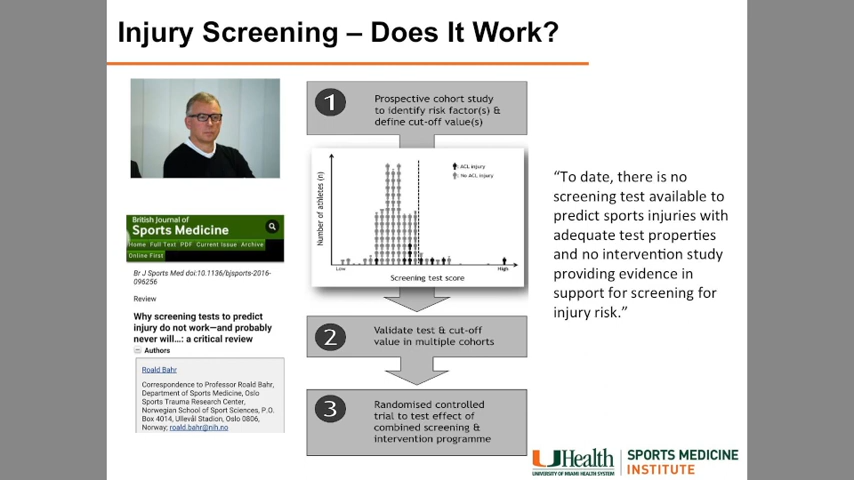 Injury Screening – Does It Work?
British Journal of
Sports Medicine
Home Full Text PDF Current Issue Archive
Online First
Br J Sports Med doi:10.1136/bjsports-2016-
096256
Review
Why screening tests to predict
injury do not work—and probably
never will…: a critical review
Authors
Roald Bahr
Correspondence to Professor Roald Bahr,
Department of Sports Medicine, Oslo
Sports Trauma Research Center,
Norwegian School of Sport Sciences, P.O.
Box 4014, Ullevål Stadion, Oslo 0806,
Norway; roald.bahr@nih.no
1
Prospective cohort study
to identify risk factor(s) &
define cut-off value(s)
Number of athletes (n)
ACL injury
No ACL injury
Low
High
Screening test score
2
Validate test & cut-off
value in multiple cohorts
3
Randomised controlled
trial to test effect of
combined screening &
intervention programme
“To date, there is no
screening test available to
predict sports injuries with
adequate test properties
and no intervention study
providing evidence in
support for screening for
injury risk.”
UHealth
UNIVERSITY OF MIAMI HEALTH SYSTEM
SPORTS MEDICINE
INSTITUTE